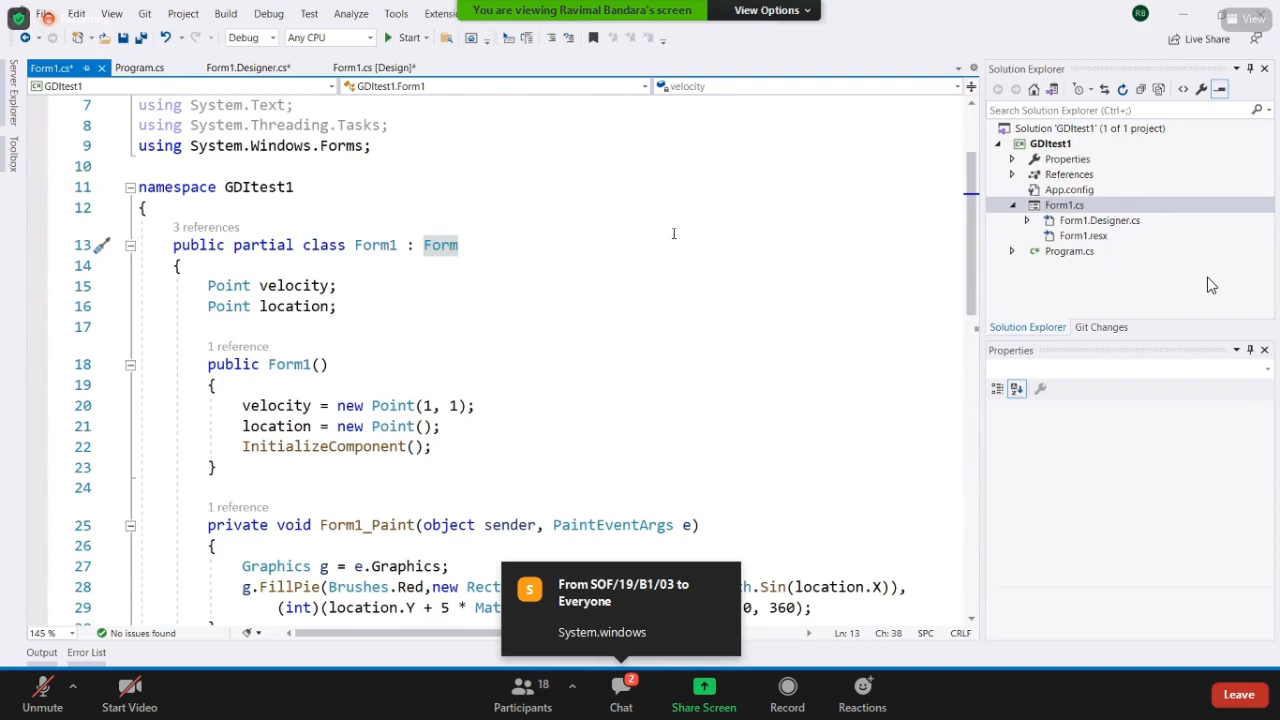 File Edit View Git Project Build Debug Test Analyze Tools
You are viewing Ravimal Bandara's screen
View Options
RB
View
Debug
Any CPU
Start
Live Share
Form1.cs*
Program.cs
Form1.Designer.cs*
Form1.cs [Design]*
GDItest1
GDItest1.Form1
velocity
Server Explorer
Toolbox
7 using System.Text;
8 using System.Threading.Tasks;
9 using System.Windows.Forms;
10
11 namespace GDItest1
12 {
3 references
13 public partial class Form1 : Form
14 {
15 Point velocity;
16 Point location;
17
1 reference
18 public Form1()
19 {
20 velocity = new Point(1, 1);
21 location = new Point();
22 InitializeComponent();
23 }
24
1 reference
25 private void Form1_Paint(object sender, PaintEventArgs e)
26 {
27 Graphics g = e.Graphics;
28 g.FillPie(Brushes.Red,new Rect h.Sin(location.X)),
29 (int)(location.Y + 5 * Mat 0, 360);
From SOF/19/B1/03 to
Everyone
System.windows
S
145 %
No issues found
Ln: 13
Ch: 38
SPC
CRLF
Output
Error List
Solution Explorer
Search Solution Explorer (Ctrl+;)
Solution 'GDItest1' (1 of 1 project)
GDItest1
Properties
References
App.config
Form1.cs
Form1.Designer.cs
Form1.resx
Program.cs
Solution Explorer
Git Changes
Properties
Unmute
Start Video
18
Participants
2
Chat
Share Screen
Record
Reactions
Leave